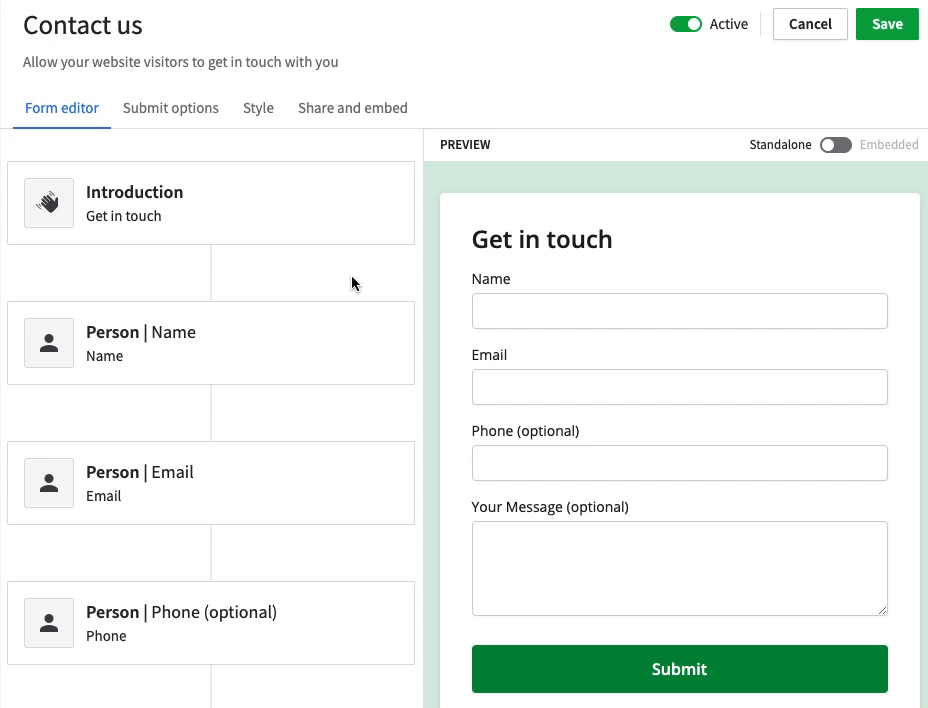 Contact us
Active
Cancel
Save
Allow your website visitors to get in touch with you
Form editor
Submit options
Style
Share and embed
PREVIEW
Standalone
Embedded
Introduction
Get in touch
Person | Name
Name
Person | Email
Email
Person | Phone (optional)
Phone
Get in touch
Name
Email
Phone (optional)
Your Message (optional)
Submit